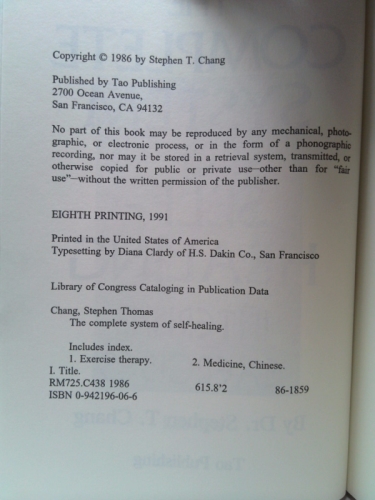 Copyright © 1986 by Stephen T. Chang
Published by Tao Publishing
2700 Ocean Avenue,
San Francisco, CA 94132
No part of this book may be reproduced by any mechanical, photo-
graphic, or electronic process, or in the form of a phonographic
recording, nor may it be stored in a retrieval system, transmitted, or
otherwise copied for public or private use—other than for “fair
use”—without the written permission of the publisher.
EIGHTH PRINTING, 1991
Printed in the United States of America
Typesetting by Diana Clardy of H.S. Dakin Co., San Francisco
Library of Congress Cataloging in Publication Data
Chang, Stephen Thomas
The complete system of self-healing.
Includes index.
1. Exercise therapy. 2. Medicine, Chinese.
I. Title.
RM725.C438 1986 615.8'2 86-1859
ISBN 0-942196-06-6